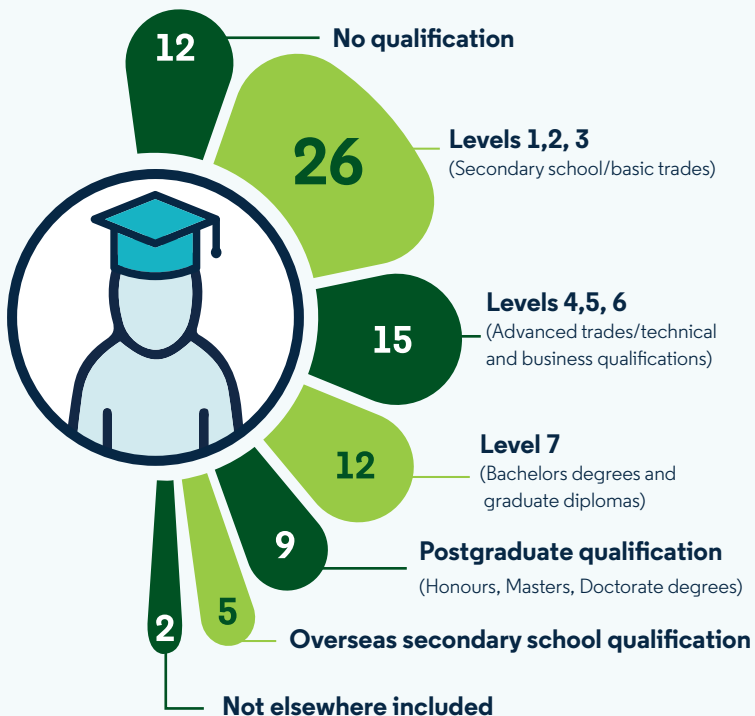 12
No qualification
26
Levels 1,2, 3
(Secondary school/basic trades)
15
Levels 4,5, 6
(Advanced trades/technical
and business qualifications)
12
Level 7
(Bachelors degrees and
graduate diplomas)
9
Postgraduate qualification
(Honours, Masters, Doctorate degrees)
5
Overseas secondary school qualification
2
Not elsewhere included